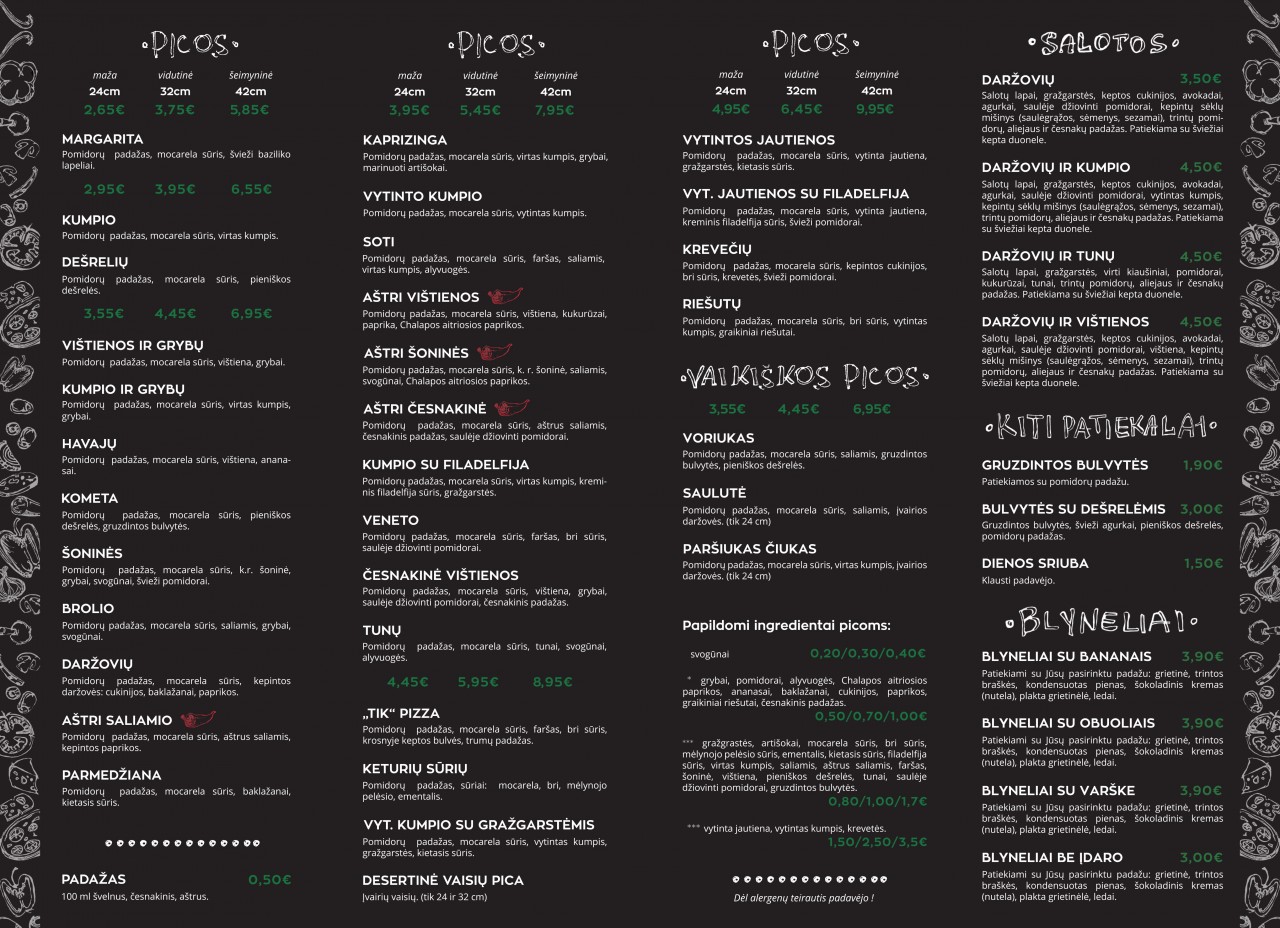 •PICOS•
maža vidutinė šeimyninė
24cm 32cm 42cm
2,65€ 3,75€ 5,85€
MARGARITA
Pomidorų padažas, mocarela sūris, švieži baziliko
lapeliai.
2,95€ 3,95€ 6,55€
KUMPIO
Pomidorų padažas, mocarela sūris, virtas kumpis.
DEŠRELIŲ
Pomidorų padažas, mocarela sūris, pieniškos
dešrelės.
3,55€ 4,45€ 6,95€
VIŠTIENOS IR GRYBŲ
Pomidorų padažas, mocarela sūris, vištiena, grybai.
KUMPIO IR GRYBŲ
Pomidorų padažas, mocarela sūris, virtas kumpis,
grybai.
HAVAJŲ
Pomidorų padažas, mocarela sūris, vištiena, anana-
sai.
KOMETA
Pomidorų padažas, mocarela sūris, pieniškos
dešrelės, gruzdintos bulvytės.
ŠONINĖS
Pomidorų padažas, mocarela sūris, k.r. šoninė,
grybai, svogūnai, švieži pomidorai.
BROLIO
Pomidorų padažas, mocarela sūris, saliamis, grybai,
svogūnai.
DARŽOVIŲ
Pomidorų padažas, mocarela sūris, kepintos
daržovės: cukinijos, baklažanai, paprikos.
AŠTRI SALIAMIO
Pomidorų padažas, mocarela sūris, aštrus saliamis,
kepintos paprikos.
PARMEDŽIANA
Pomidorų padažas, mocarela sūris, baklažanai,
kietasis sūris.
PADAŽAS 0,50€
100 ml švelnus, česnakinis, aštrus.
•PICOS•
maža vidutinė šeimyninė
24cm 32cm 42cm
3,95€ 5,45€ 7,95€
KAPRIZINGA
Pomidorų padažas, mocarela sūris, virtas kumpis, grybai,
marinuoti artišokai.
VYTINTO KUMPIO
Pomidorų padažas, mocarela sūris, vytintas kumpis.
SOTI
Pomidorų padažas, mocarela sūris, faršas, saliamis,
virtas kumpis, alyvuogės.
AŠTRI VIŠTIENOS
Pomidorų padažas, mocarela sūris, vištiena, kukurūzai,
paprika, Chalapos aitriosios paprikos.
AŠTRI ŠONINĖS
Pomidorų padažas, mocarela sūris, k. r. šoninė, saliamis,
svogūnai, Chalapos aitriosios paprikos.
AŠTRI ČESNAKINĖ
Pomidorų padažas, mocarela sūris, aštrus saliamis,
česnakinis padažas, saulėje džiovinti pomidorai.
KUMPIO SU FILADELFIJA
Pomidorų padažas, mocarela sūris, virtas kumpis, kremi-
nis filadelfija sūris, gražgarstės.
VENETO
Pomidorų padažas, mocarela sūris, faršas, bri sūris,
saulėje džiovinti pomidorai.
ČESNAKINĖ VIŠTIENOS
Pomidorų padažas, mocarela sūris, vištiena, grybai,
saulėje džiovinti pomidorai, česnakinis padažas.
TUNŲ
Pomidorų padažas, mocarela sūris, tunai, svogūnai,
alyvuogės.
4,45€ 5,95€ 8,95€
„TIK“ PIZZA
Pomidorų padažas, mocarela sūris, faršas, bri sūris,
krosnyje keptos bulvės, trumų padažas.
KETURIŲ SŪRIŲ
Pomidorų padažas, sūriai: mocarela, bri, mėlynojo
pelėsio, ementalis.
VYT. KUMPIO SU GRAŽGARSTĖMIS
Pomidorų padažas, mocarela sūris, vytintas kumpis,
gražgarstės, kietasis sūris.
DESERTINĖ VAISIŲ PICA
Įvairių vaisių. (tik 24 ir 32 cm)
•PICOS•
maža vidutinė šeimyninė
24cm 32cm 42cm
4,95€ 6,45€ 9,95€
VYTINTOS JAUTIENOS
Pomidorų padažas, mocarela sūris, vytinta jautiena,
gražgarstės, kietasis sūris.
VYT. JAUTIENOS SU FILADELFIJA
Pomidorų padažas, mocarela sūris, vytinta jautiena,
kreminis filadelfija sūris, švieži pomidorai.
KREVEČIŲ
Pomidorų padažas, mocarela sūris, kepintos cukinijos,
bri sūris, krevetės, švieži pomidorai.
RIEŠUTŲ
Pomidorų padažas, mocarela sūris, bri sūris, vytintas
kumpis, graikiniai riešutai.
•VAIKIŠKOS PICOS•
3,55€ 4,45€ 6,95€
VORIUKAS
Pomidorų padažas, mocarela sūris, saliamis, gruzdintos
bulvytės, pieniškos dešrelės.
SAULUTĖ
Pomidorų padažas, mocarela sūris, saliamis, įvairios
daržovės. (tik 24 cm)
PARŠIUKAS ČIUKAS
Pomidorų padažas, mocarela sūris, virtas kumpis, įvairios
daržovės. (tik 24 cm)
Papildomi ingredientai picoms:
svogūnai 0,20/0,30/0,40€
* grybai, pomidorai, alyvuogės, Chalapos aitriosios
paprikos, ananasai, baklažanai, cukinijos, paprikos,
graikiniai riešutai, česnakinis padažas.
0,50/0,70/1,00€
*** gražgrastės, artišokai, mocarela sūris, bri sūris,
mėlynojo pelėsio sūris, ementalis, kietasis sūris, filadelfija
sūris, virtas kumpis, saliamis, aštrus saliamis, faršas,
šoninė, vištiena, pieniškos dešrelės, tunai, saulėje
džiovinti pomidorai, gruzdintos bulvytės.
0,80/1,00/1,7€
*** vytinta jautiena, vytintas kumpis, krevetės.
1,50/2,50/3,5€
Dėl alergenų teirautis padavėjo !
•SALOTOS•
DARŽOVIŲ 3,50€
Salotų lapai, gražgarstės, keptos cukinijos, avokadai,
agurkai, saulėje džiovinti pomidorai, kepintų sėklų
mišinys (saulėgrąžos, sėmenys, sezamai), trintų pomi-
dorų, aliejaus ir česnakų padažas. Patiekiama su šviežiai
kepta duonele.
DARŽOVIŲ IR KUMPIO 4,50€
Salotų lapai, gražgarstės, keptos cukinijos, avokadai,
agurkai, saulėje džiovinti pomidorai, vytintas kumpis,
kepintų sėklų mišinys (saulėgrąžos, sėmenys, sezamai),
trintų pomidorų, aliejaus ir česnakų padažas. Patiekiama
su šviežiai kepta duonele.
DARŽOVIŲ IR TUNŲ 4,50€
Salotų lapai, gražgarstės, virti kiaušiniai, pomidorai,
kukurūzai, tunai, trintų pomidorų, aliejaus ir česnakų
padažas. Patiekiama su šviežiai kepta duonele.
DARŽOVIŲ IR VIŠTIENOS 4,50€
Salotų lapai, gražgarstės, keptos cukinijos, avokadai,
agurkai, saulėje džiovinti pomidorai, vištiena, kepintų
sėklų mišinys (saulėgrąžos, sėmenys, sezamai), trintų
pomidorų, aliejaus ir česnakų padažas. Patiekiama su
šviežiai kepta duonele.
•KITI PATIEKALAI•
GRUZDINTOS BULVYTĖS 1,90€
Patiekiamos su pomidorų padažu.
BULVYTĖS SU DEŠRELĖMIS 3,00€
Gruzdintos bulvytės, švieži agurkai, pieniškos dešrelės,
pomidorų padažas.
DIENOS SRIUBA 1,50€
Klausti padavėjo.
•BLYNELIAI•
BLYNELIAI SU BANANAIS 3,90€
Patiekiami su Jūsų pasirinktu padažu: grietinė, trintos
braškės, kondensuotas pienas, šokoladinis kremas
(nutela), plakta grietinėlė, ledai.
BLYNELIAI SU OBUOLIAIS 3,90€
Patiekiami su Jūsų pasirinktu padažu: grietinė, trintos
braškės, kondensuotas pienas, šokoladinis kremas
(nutela), plakta grietinėlė, ledai.
BLYNELIAI SU VARŠKE 3,90€
Patiekiami su Jūsų pasirinktu padažu: grietinė, trintos
braškės, kondensuotas pienas, šokoladinis kremas
(nutela), plakta grietinėlė, ledai.
BLYNELIAI BE ĮDARO 3,00€
Patiekiami su Jūsų pasirinktu padažu: grietinė, trintos
braškės, kondensuotas pienas, šokoladinis kremas
(nutela), plakta grietinėlė, ledai.